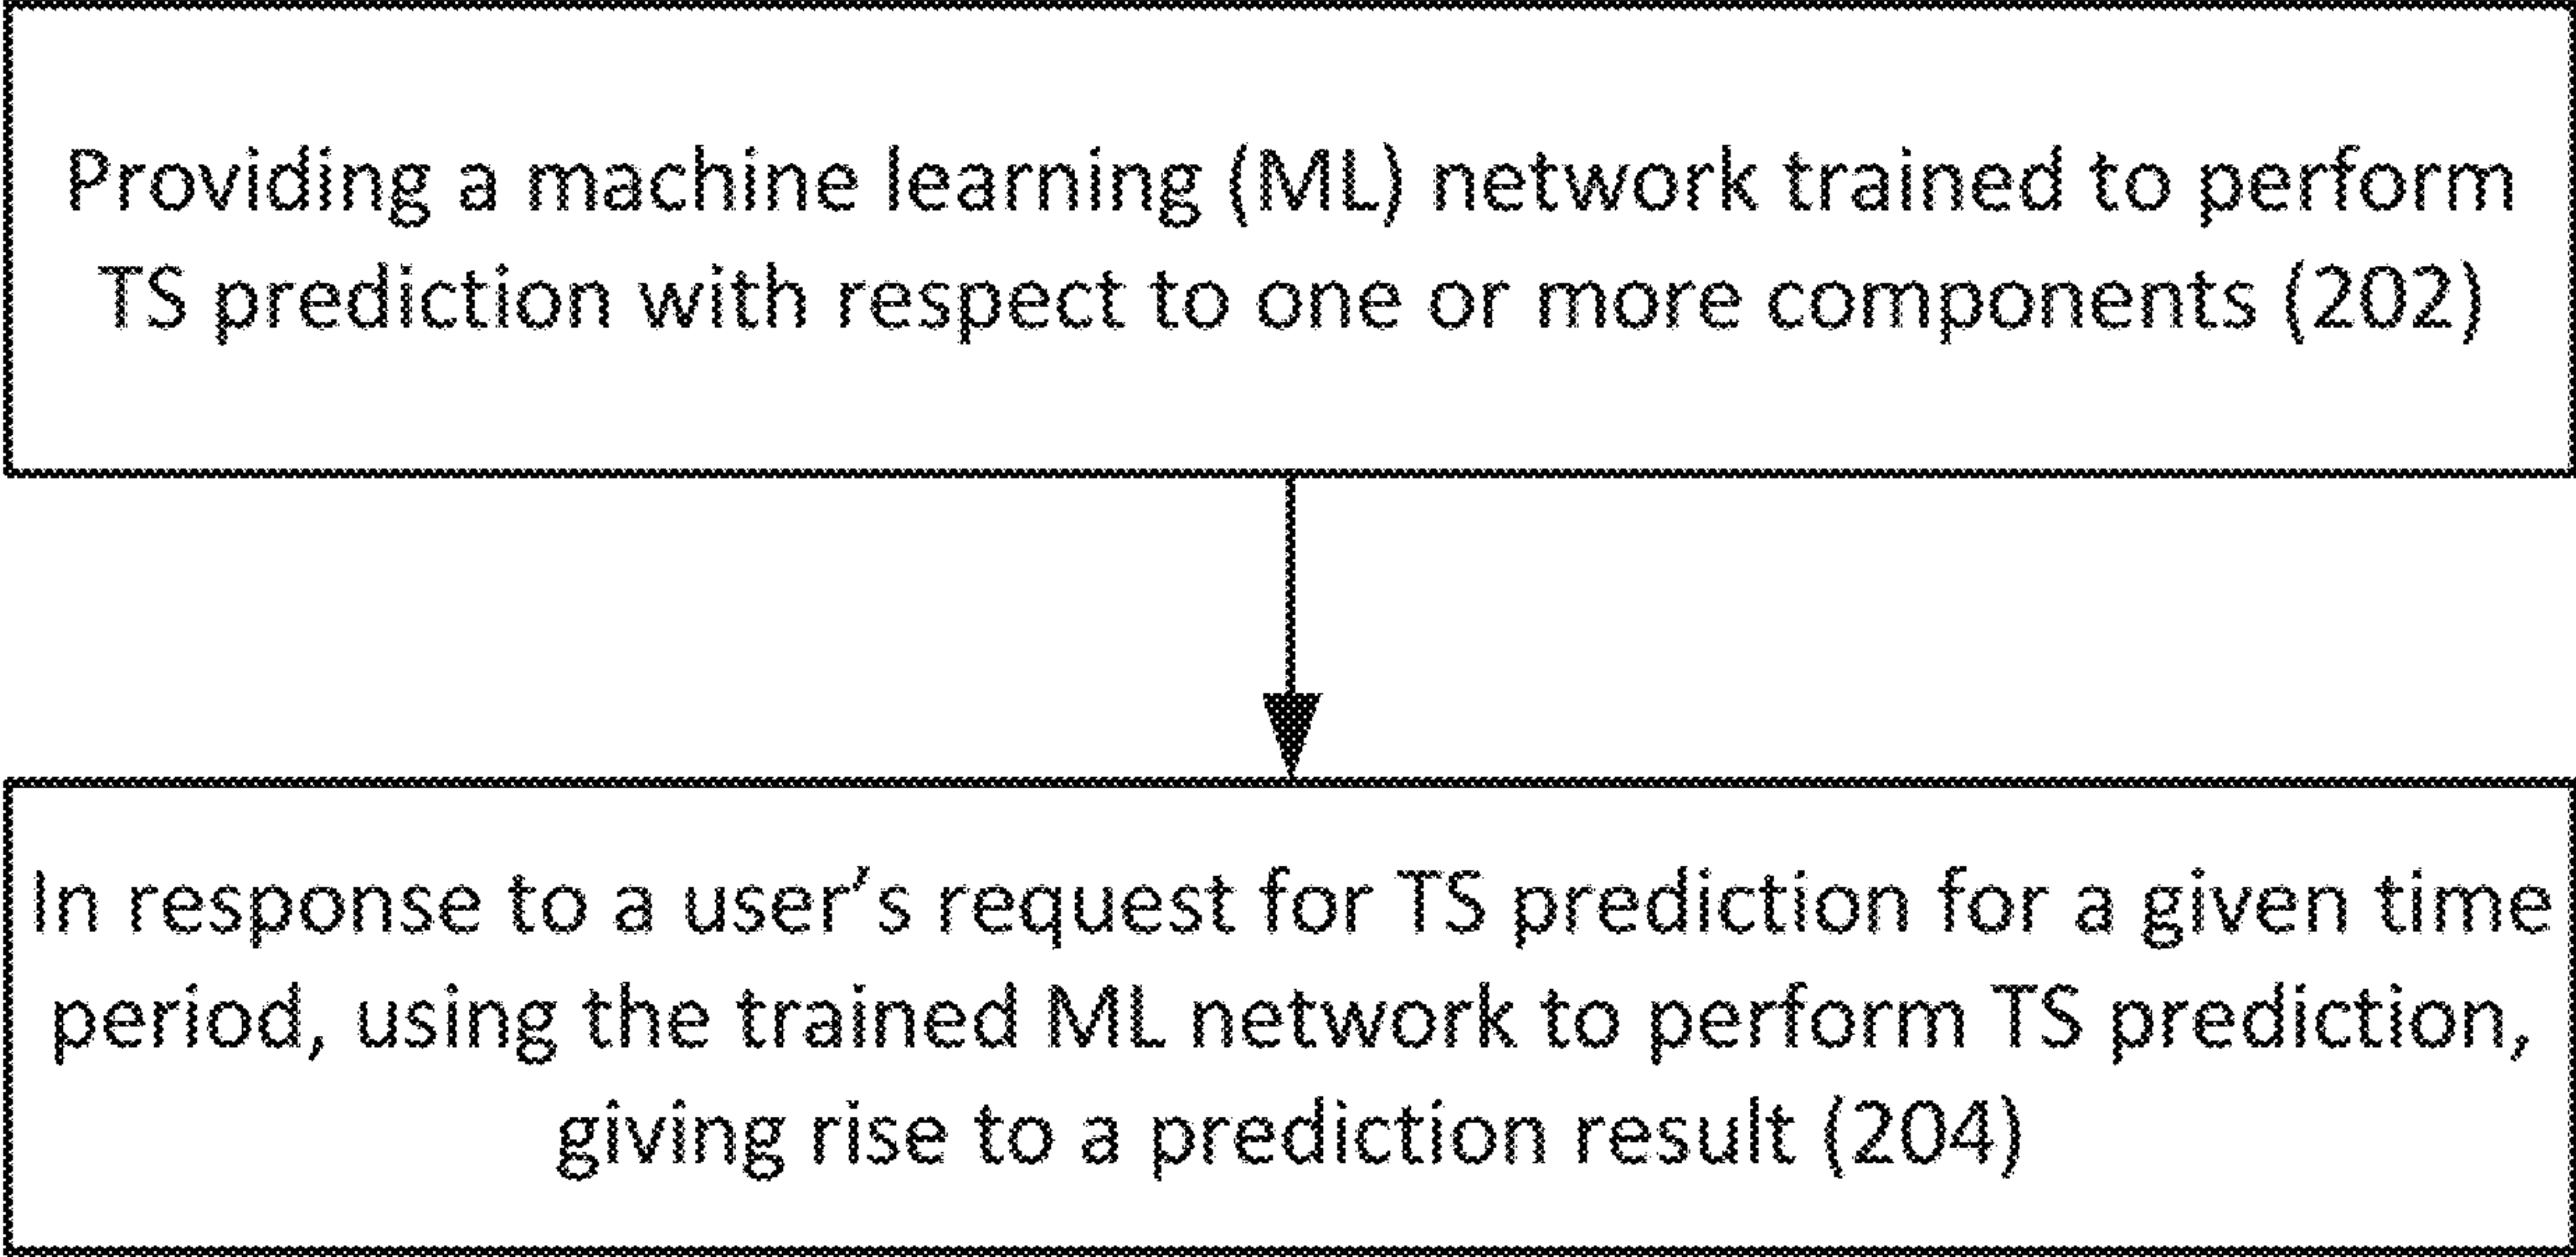 Providing a machine learning (ML) network trained to perform
TS prediction with respect to one or more components (202)
In response to a user’s request for TS prediction for a given time
period, using the trained ML network to perform TS prediction,
giving rise to a prediction result (204)